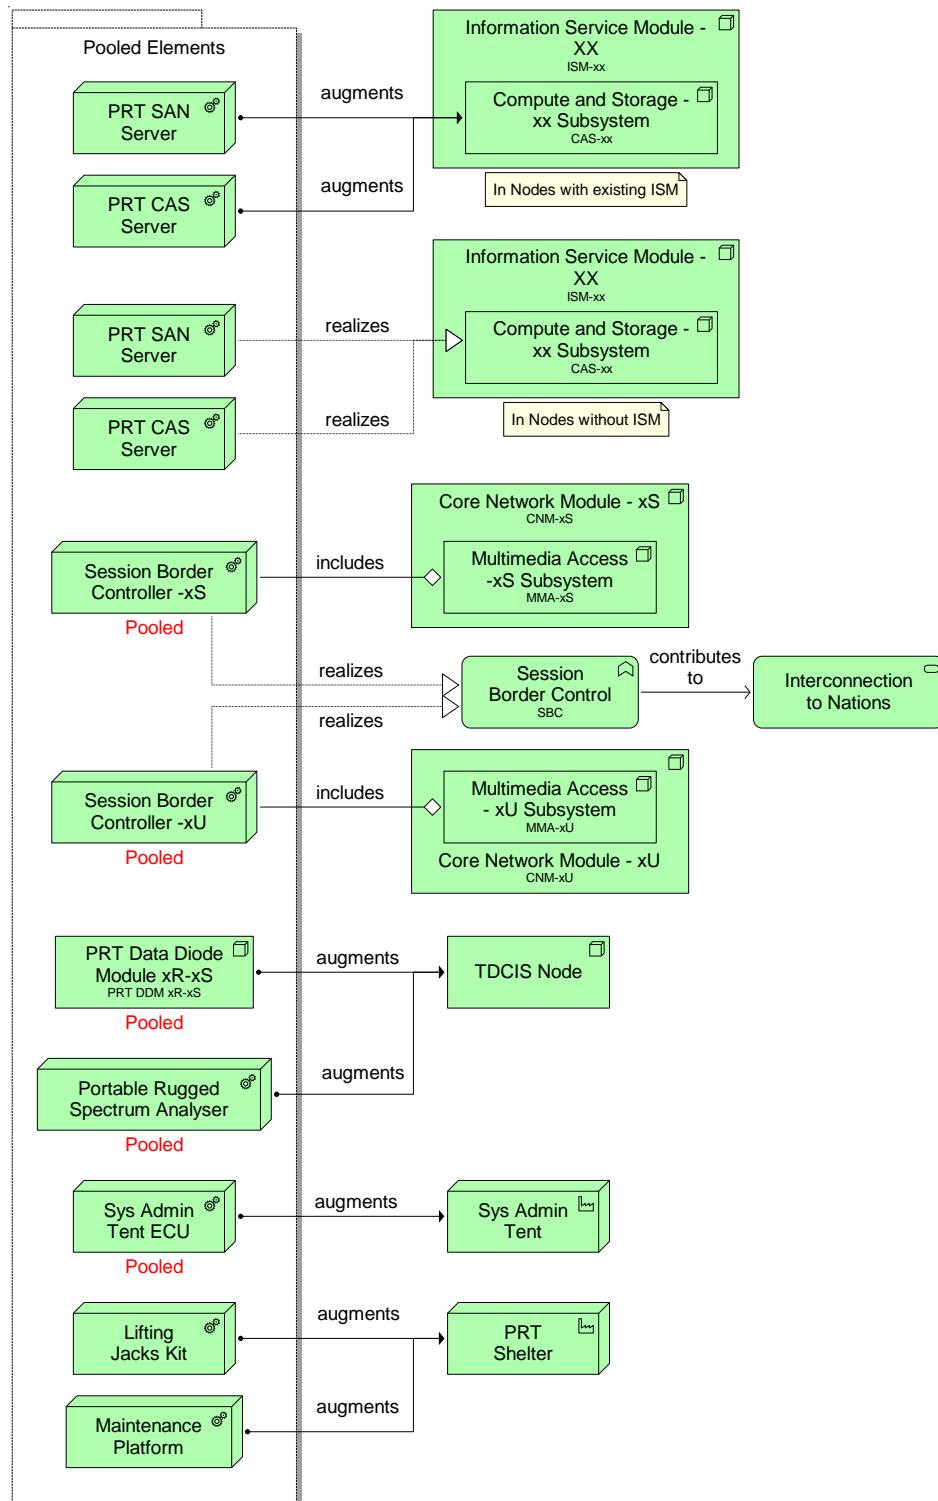 Pooled Elements
PRT SAN
Server
augments
Information Service Module -
XX
ISM-xx
Compute and Storage -
xx Subsystem
CAS-xx
In Nodes with existing ISM
PRT CAS
Server
augments
Information Service Module -
XX
ISM-xx
Compute and Storage -
xx Subsystem
CAS-xx
In Nodes without ISM
PRT SAN
Server
realizes
PRT CAS
Server
realizes
Core Network Module - xS
CNM-xS
Multimedia Access
-xS Subsystem
MMA-xS
Session Border
Controller -xS
Pooled
includes
realizes
Session
Border Control
SBC
contributes
to
Interconnection
to Nations
realizes
Session Border
Controller -xU
Pooled
includes
Multimedia Access
- xU Subsystem
MMA-xU
Core Network Module - xU
CNM-xU
PRT Data Diode
Module xR-xS
PRT DDM xR-xS
Pooled
augments
TDCIS Node
Portable Rugged
Spectrum Analyser
Pooled
augments
Sys Admin
Tent ECU
Pooled
augments
Sys Admin
Tent
Lifting
Jacks Kit
augments
PRT
Shelter
Maintenance
Platform
augments